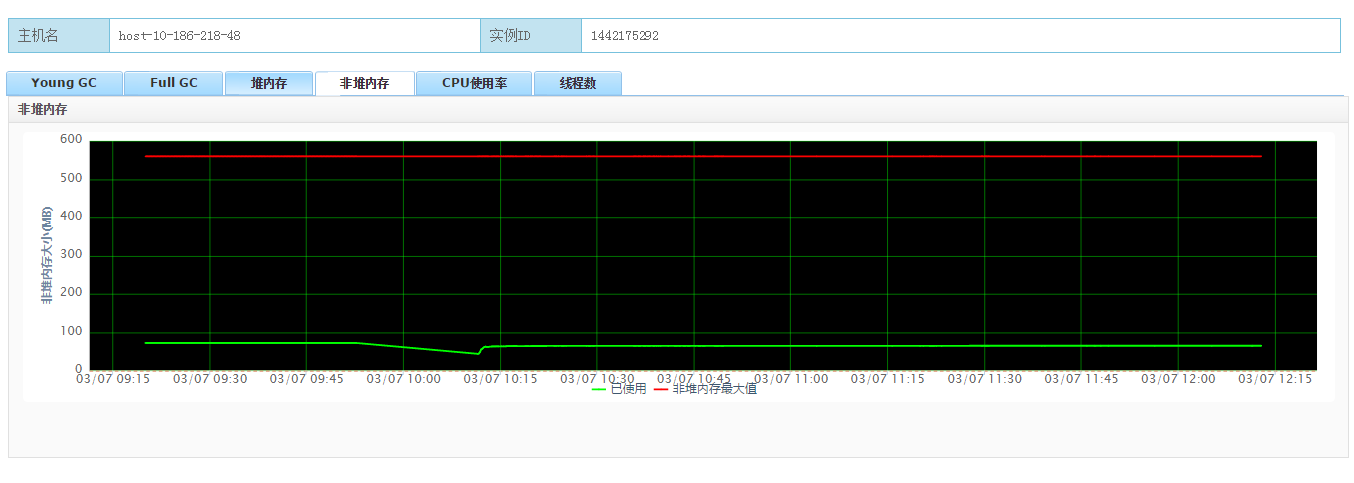 主机名 host-10-186-218-48 实例ID 1442175292
Young GC Full GC 堆内存 非堆内存 CPU使用率 线程数
非堆内存
600
500
400
300
200
100
0
非堆内存大小(MB)
03/07 09:15 03/07 09:30 03/07 09:45 03/07 10:00 03/07 10:15 03/07 10:30 03/07 10:45 03/07 11:00 03/07 11:15 03/07 11:30 03/07 11:45 03/07 12:00 03/07 12:15
已使用 非堆内存最大值